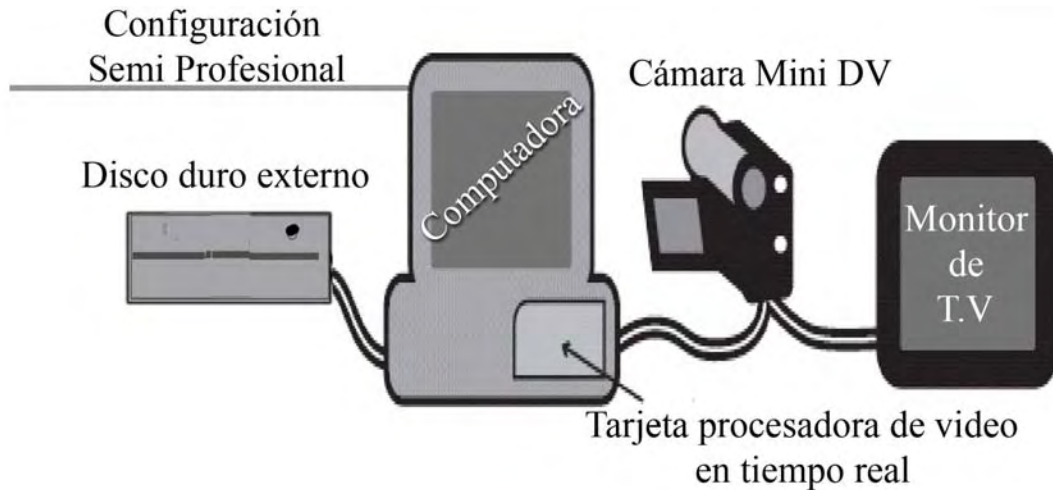 Configuración
Semi Profesional
Cámara Mini DV
Disco duro externo
Computadora
Monitor
de
T.V
Tarjeta procesadora de video
en tiempo real